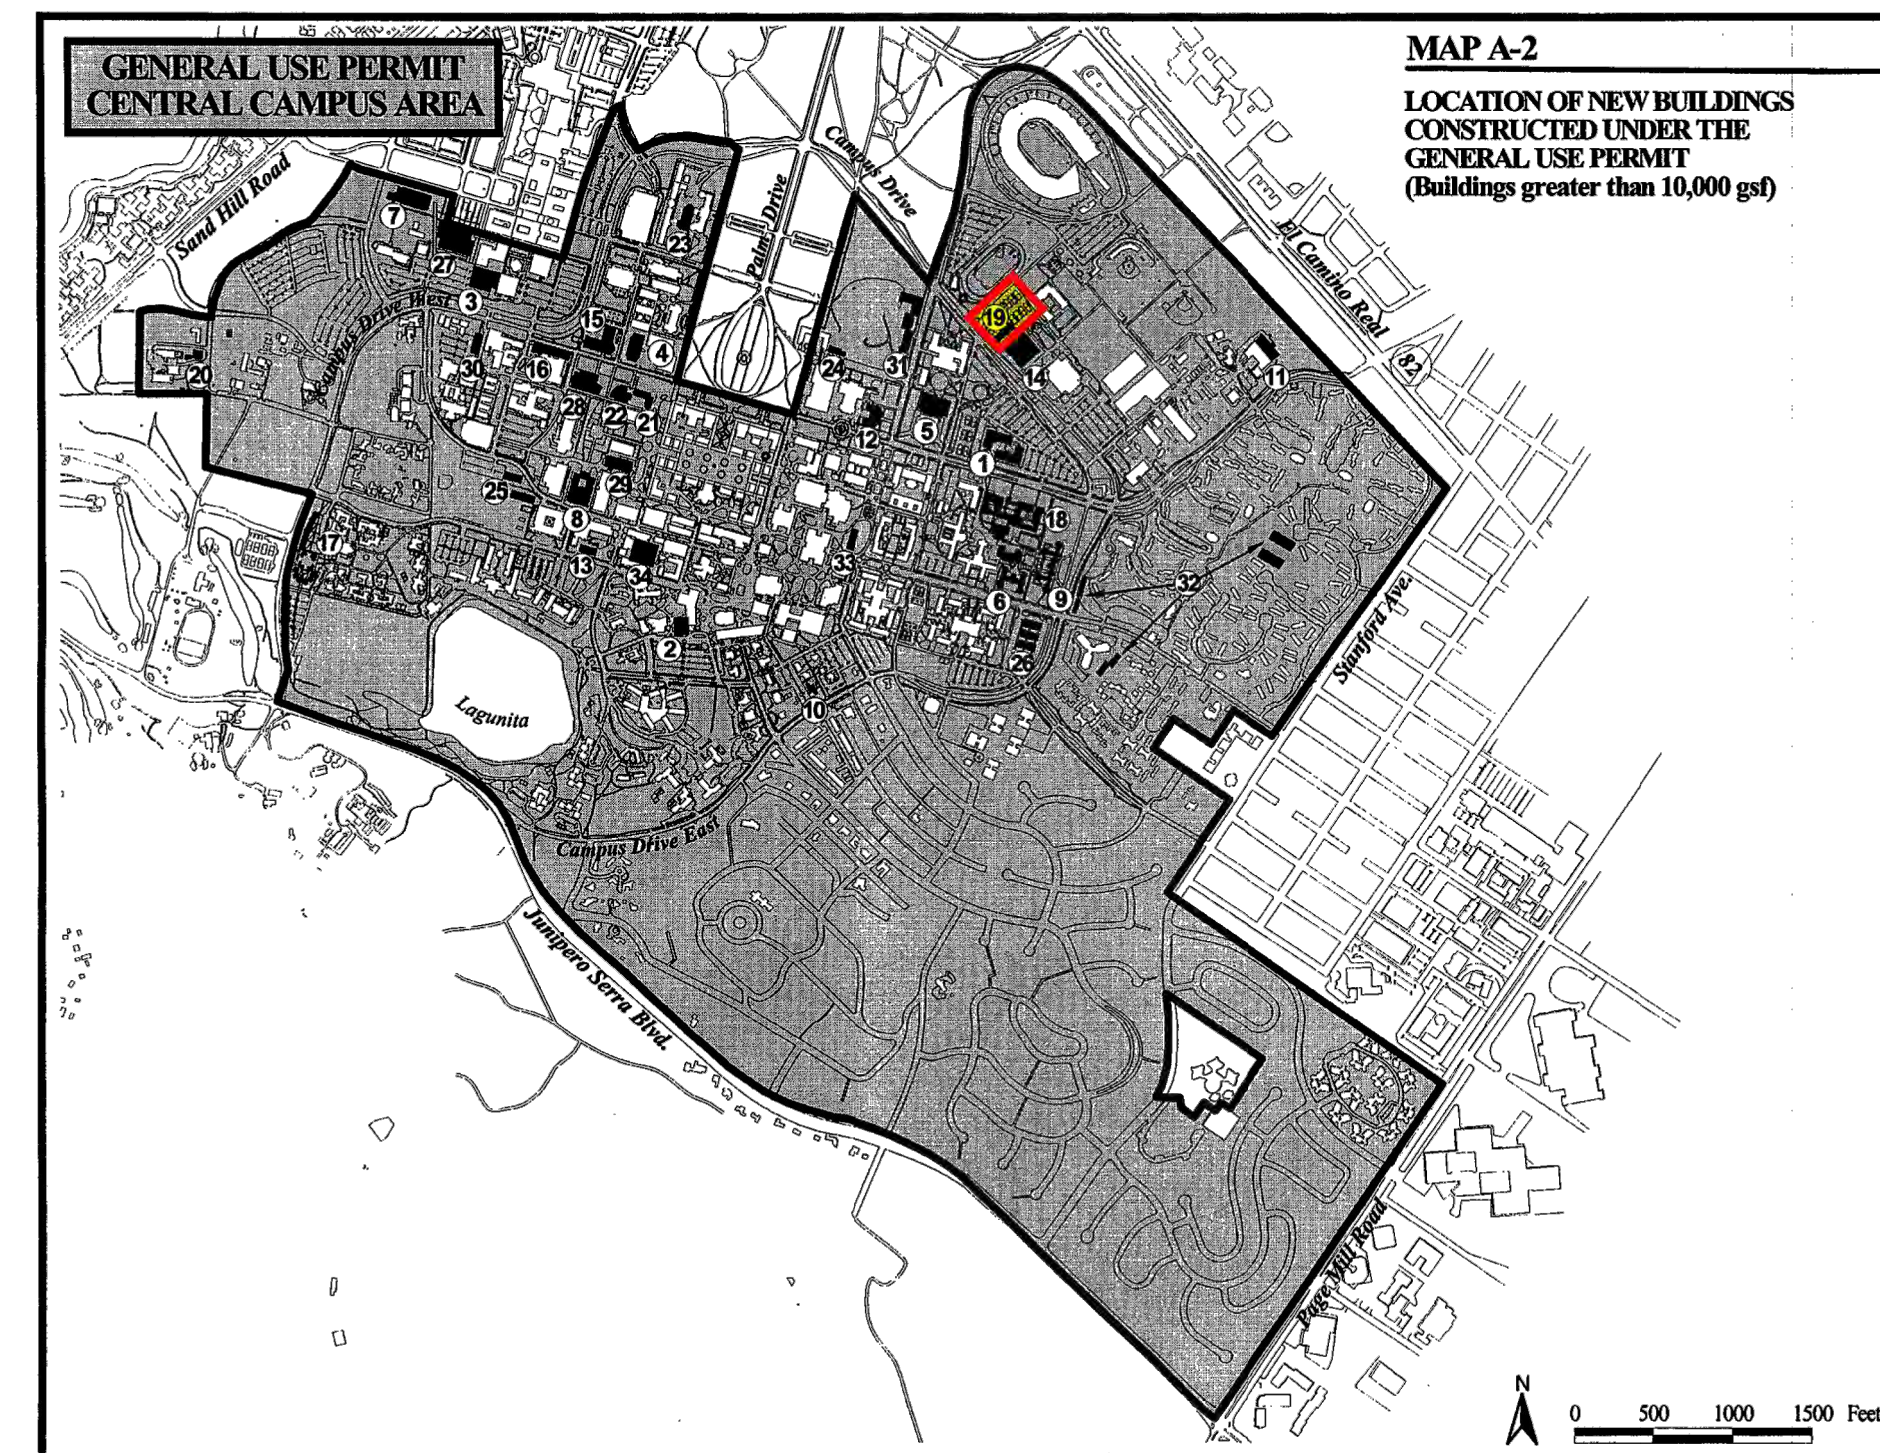 GENERAL USE PERMIT
CENTRAL CAMPUS AREA
MAP A-2
LOCATION OF NEW BUILDINGS
CONSTRUCTED UNDER THE
GENERAL USE PERMIT
(Buildings greater than 10,000 gsf)
Sand Hill Road
Campus Drive
Palm Drive
El Camino Real
82
7
23
27
3
Campus Drive West
15
19
4
20
30
16
24
31
14
11
28
22
21
12
5
1
25
29
8
18
17
13
34
33
32
6
9
2
26
Stanford Ave.
10
Lagunita
Campus Drive East
Junipero Serra Blvd.
Page Mill Road
N
0 500 1000 1500 Feet